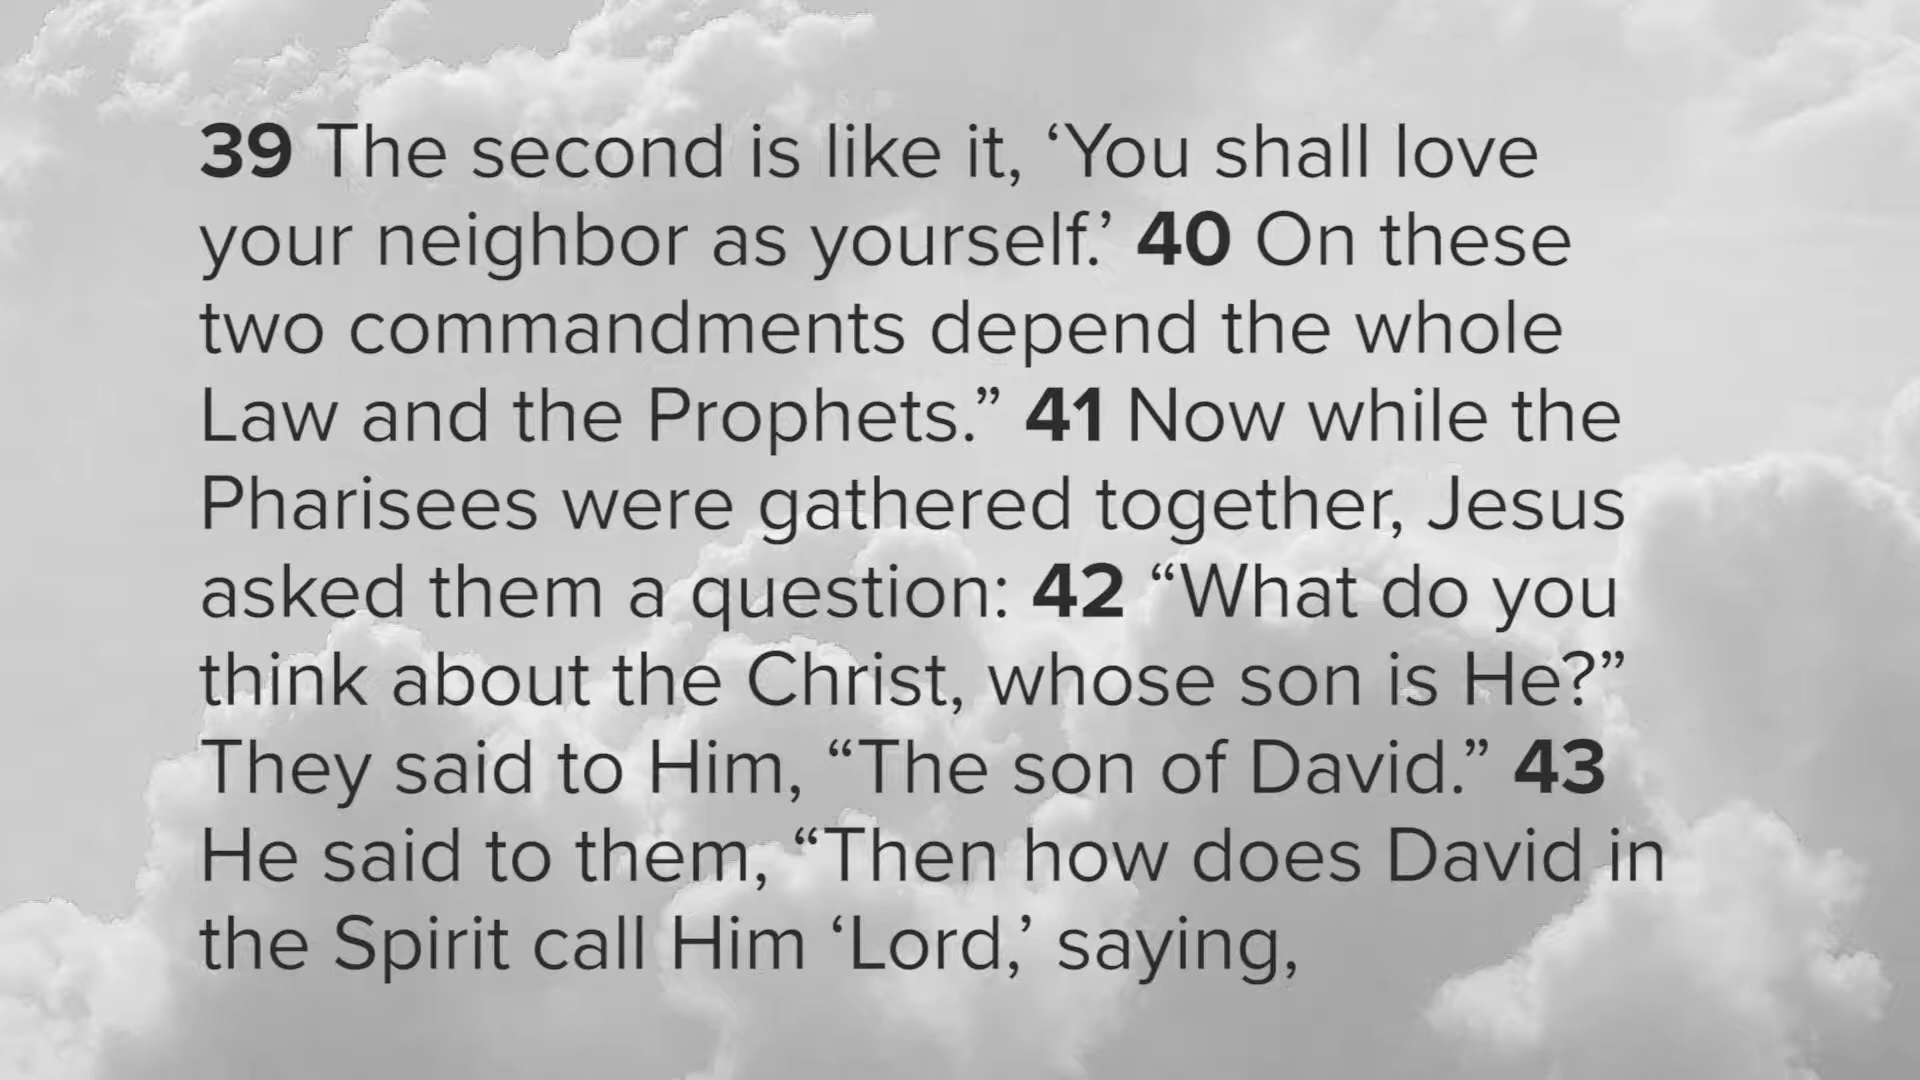 39 The second is like it, ‘You shall love
your neighbor as yourself.’ 40 On these
two commandments depend the whole
Law and the Prophets.” 41 Now while the
Pharisees were gathered together, Jesus
asked them a question: 42 “What do you
think about the Christ, whose son is He?”
They said to Him, “The son of David.” 43
He said to them, “Then how does David in
the Spirit call Him ‘Lord,’ saying,